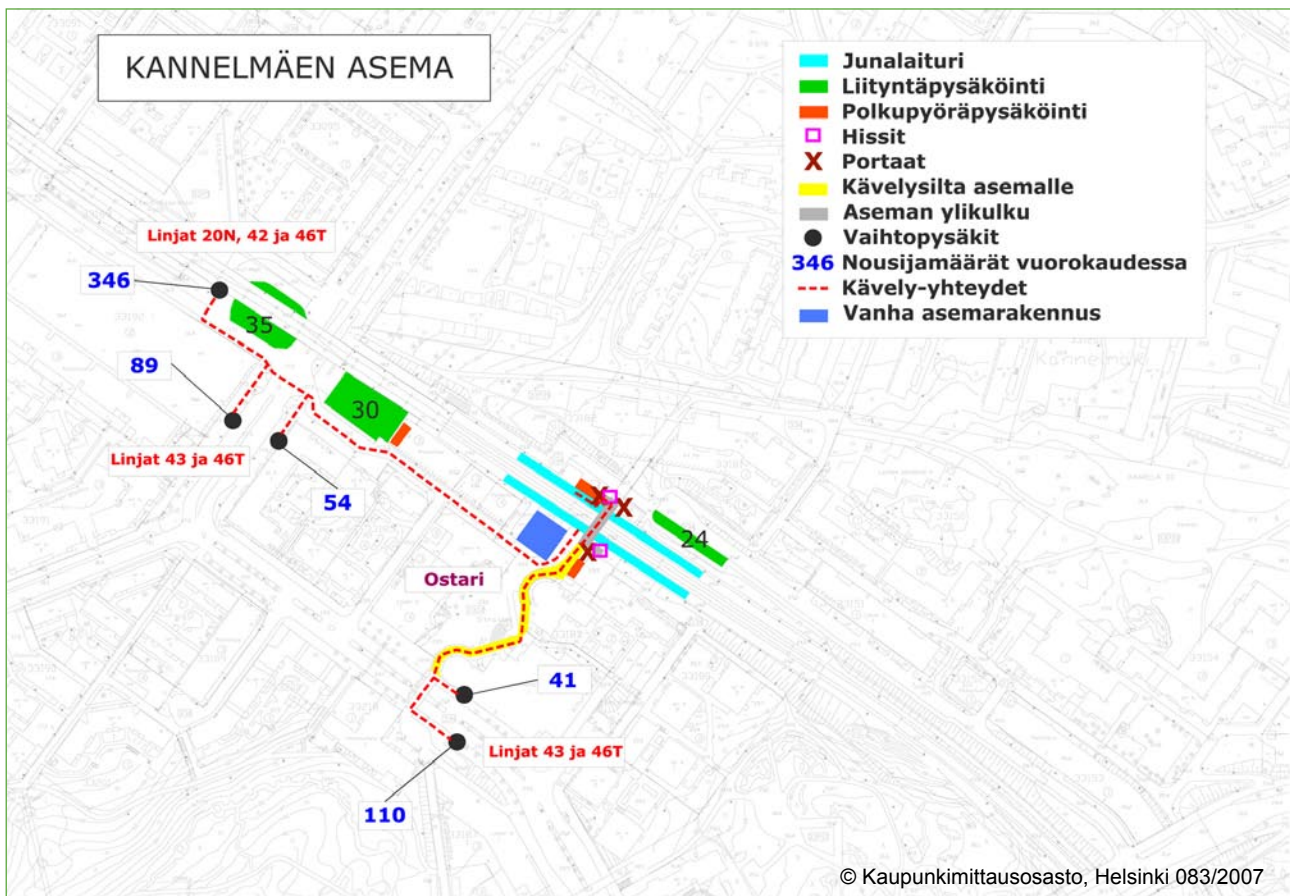 KANNELMÄEN ASEMA
Junalaituri
Liityntäpysäköinti
Polkupyöräpysäköinti
Hissit
X Portaat
Kävelysilta asemalle
Aseman ylikulku
Vaihtopysäkit
346 Nousijamäärät vuorokaudessa
Kävely-yhteydet
Vanha asemarakennus
Linjat 20N, 42 ja 46T
346
35
89
30
Linjat 43 ja 46T
54
X
X
24
X
Ostari
41
Linjat 43 ja 46T
110
Kannelmäk
© Kaupunkimittausosasto, Helsinki 083/2007